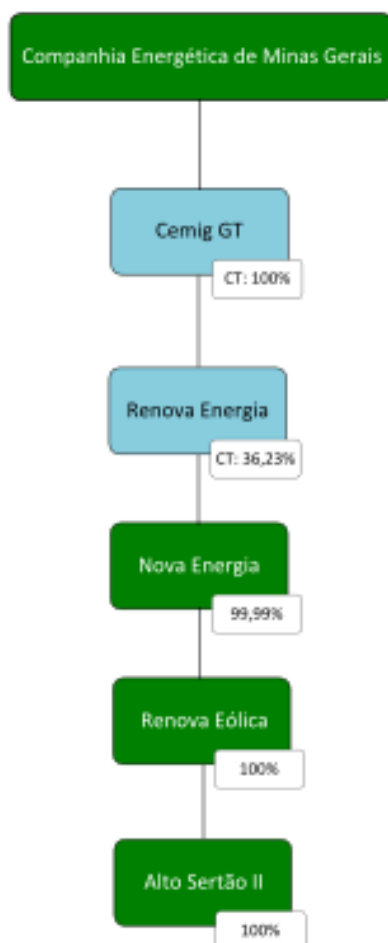 Companhia Energética de Minas Gerais
Cemig GT
CT: 100%
Renova Energia
CT: 36,23%
Nova Energia
99,99%
Renova Eólica
100%
Alto Sertão II
100%